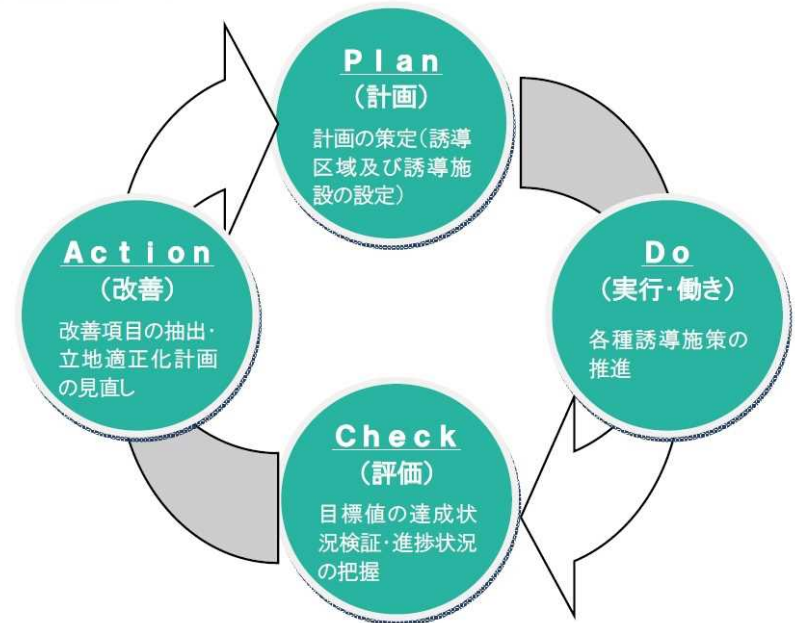 Plan
(計画)
計画の策定(誘導
区域及び誘導施
設の設定)
Do
(実行・働き)
各種誘導施策の
推進
Check
(評価)
目標値の達成状
況検証・進捗状況
の把握
Action
(改善)
改善項目の抽出・
立地適正化計画
の見直し